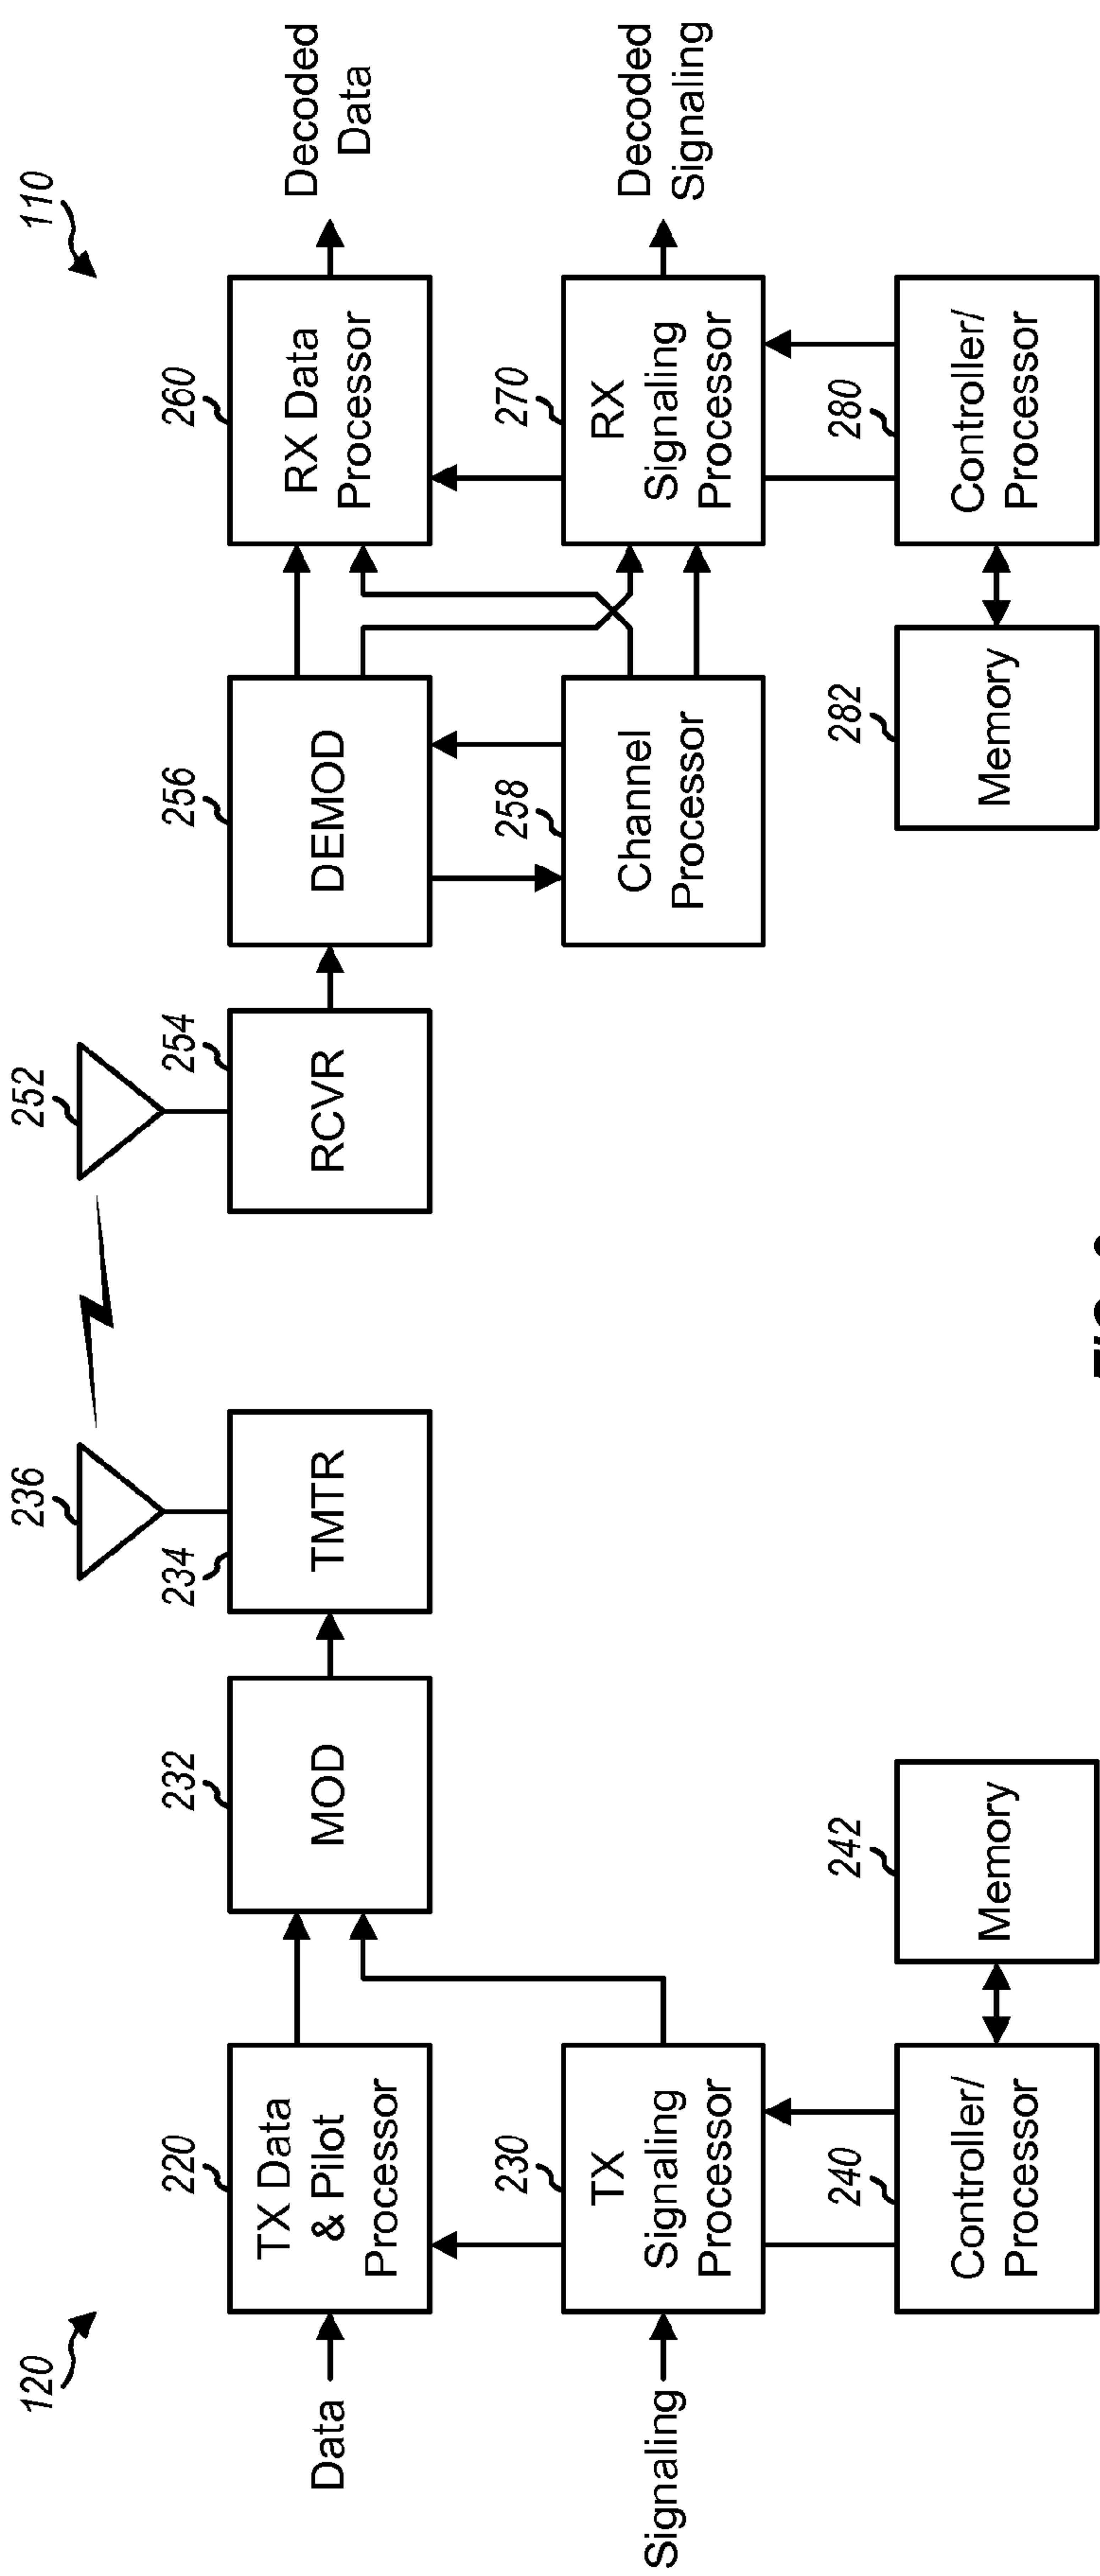 120
110
236
252
220
TX Data
& Pilot
Processor
232
MOD
234
TMTR
254
RCVR
256
DEMOD
260
RX Data
Processor
Decoded
Data
Data
230
TX
Signaling
Processor
258
Channel
Processor
270
RX
Signaling
Processor
Decoded
Signaling
Signaling
240
Controller/
Processor
242
Memory
282
Memory
280
Controller/
Processor